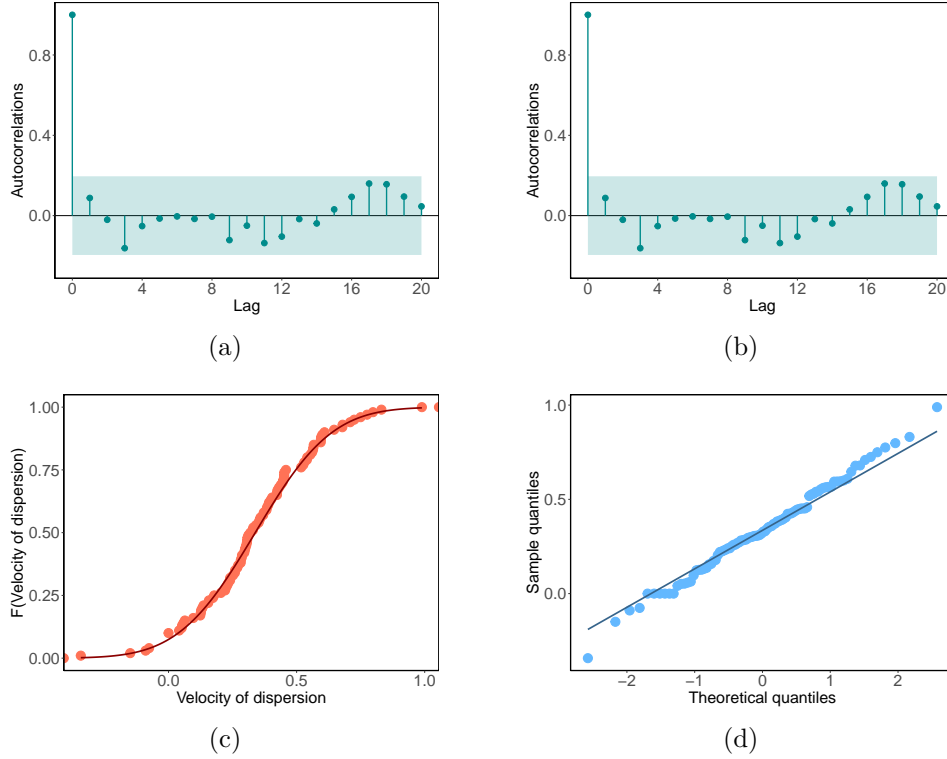 0.8
0.4
0.0
Autocorrelations
0 4 8 12 16 20
Lag
(a)
0.8
0.4
0.0
Autocorrelations
0 4 8 12 16 20
Lag
(b)
1.00
0.75
0.50
0.25
0.00
F(Velocity of dispersion)
0.0 0.5 1.0
Velocity of dispersion
(c)
1.0
0.5
0.0
Sample quantiles
−2 −1 0 1 2
Theoretical quantiles
(d)